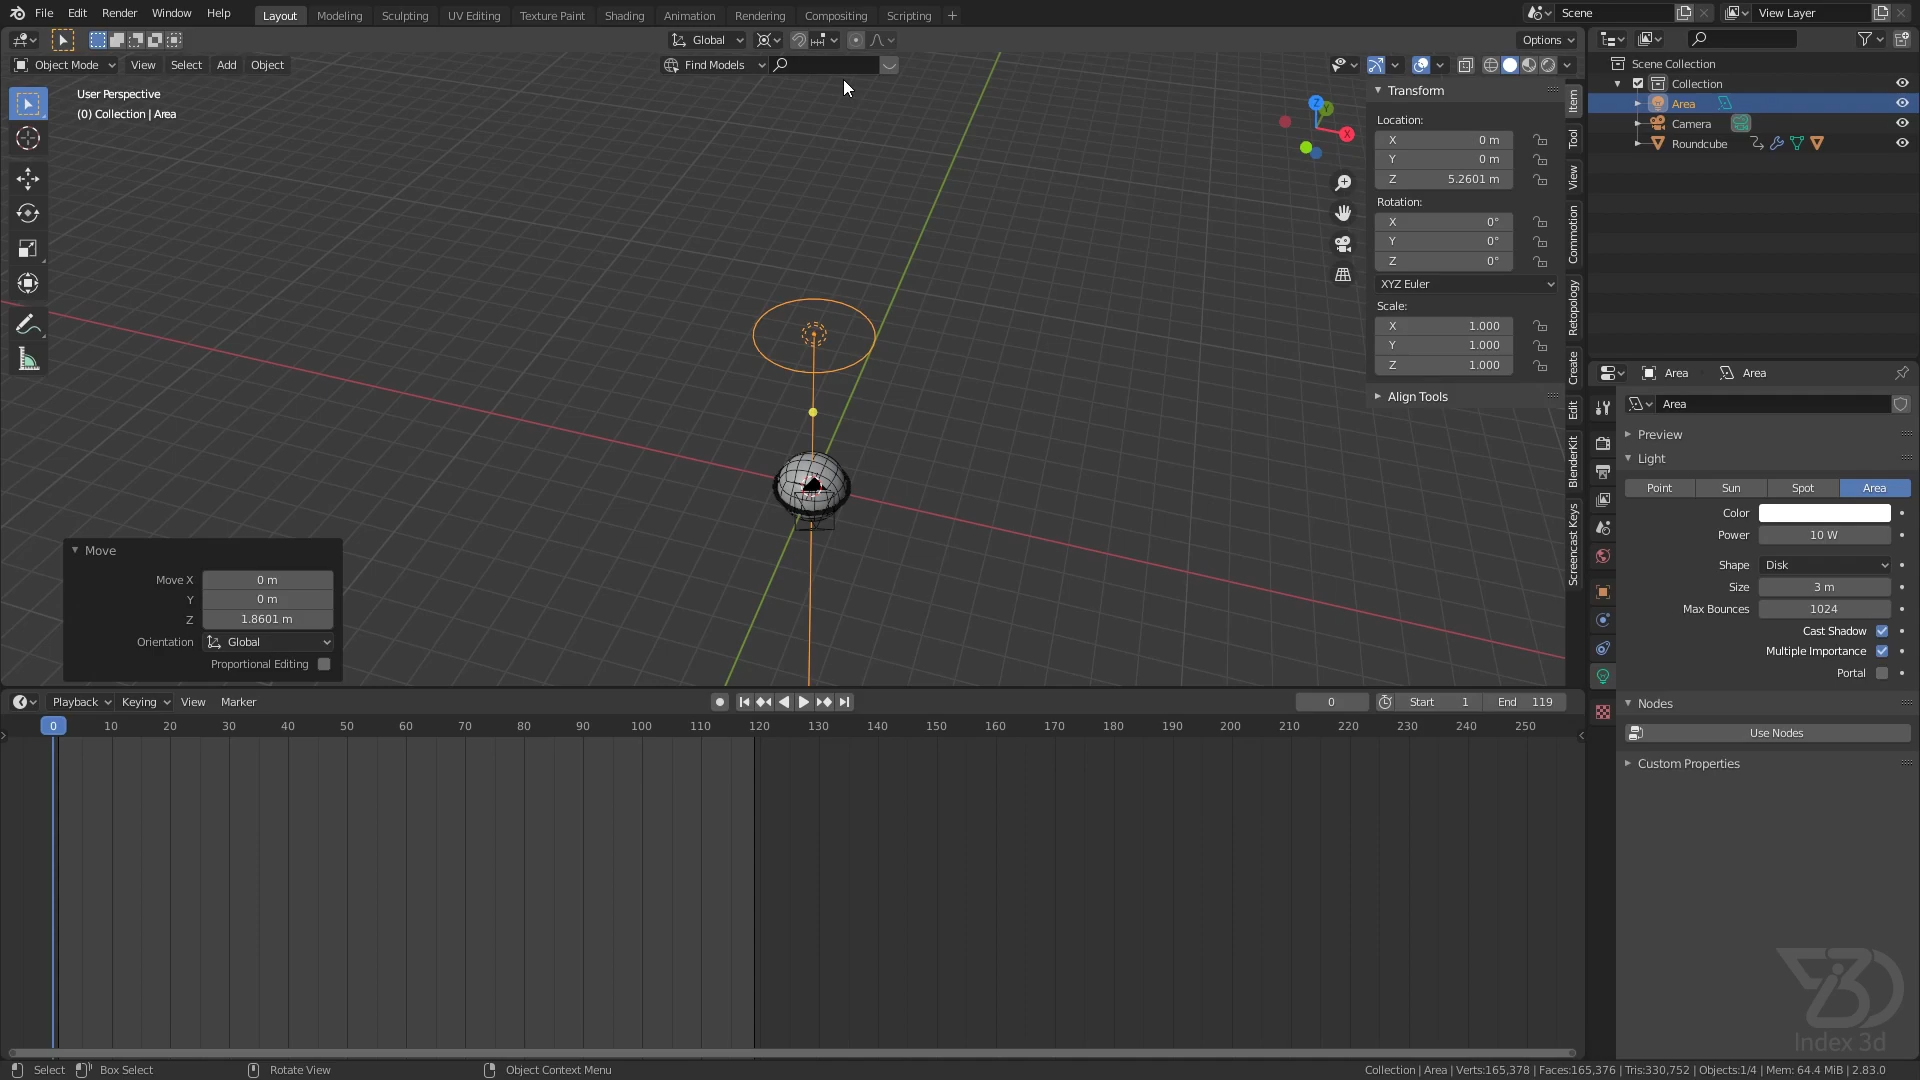 File Edit Render Window Help Layout Modeling Sculpting UV Editing Texture Paint Shading Animation Rendering Compositing Scripting + Scene View Layer
Global Options
Object Mode View Select Add Object Find Models
User Perspective
(0) Collection | Area
Z
Y
X
Transform
Location:
X 0 m
Y 0 m
Z 5.2601 m
Rotation:
X 0°
Y 0°
Z 0°
XYZ Euler
Scale:
X 1.000
Y 1.000
Z 1.000
Align Tools
Item
Tool
View
Commotion
Retopology
Create
Edit
BlenderKit
Screencast Keys
Scene Collection
Collection
Area
Camera
Roundcube
Area Area
Area
Preview
Light
Point Sun Spot Area
Color
Power 10 W
Shape Disk
Size 3 m
Max Bounces 1024
Cast Shadow
Multiple Importance
Portal
Nodes
Use Nodes
Custom Properties
Move
Move X 0 m
Y 0 m
Z 1.8601 m
Orientation Global
Proportional Editing
Playback Keying View Marker 0 Start 1 End 119
0 10 20 30 40 50 60 70 80 90 100 110 120 130 140 150 160 170 180 190 200 210 220 230 240 250
Index 3d
Select Box Select Rotate View Object Context Menu Collection | Area | Verts:165,378 | Faces:165,376 | Tris:330,752 | Objects:1/4 | Mem: 64.4 MiB | 2.83.0